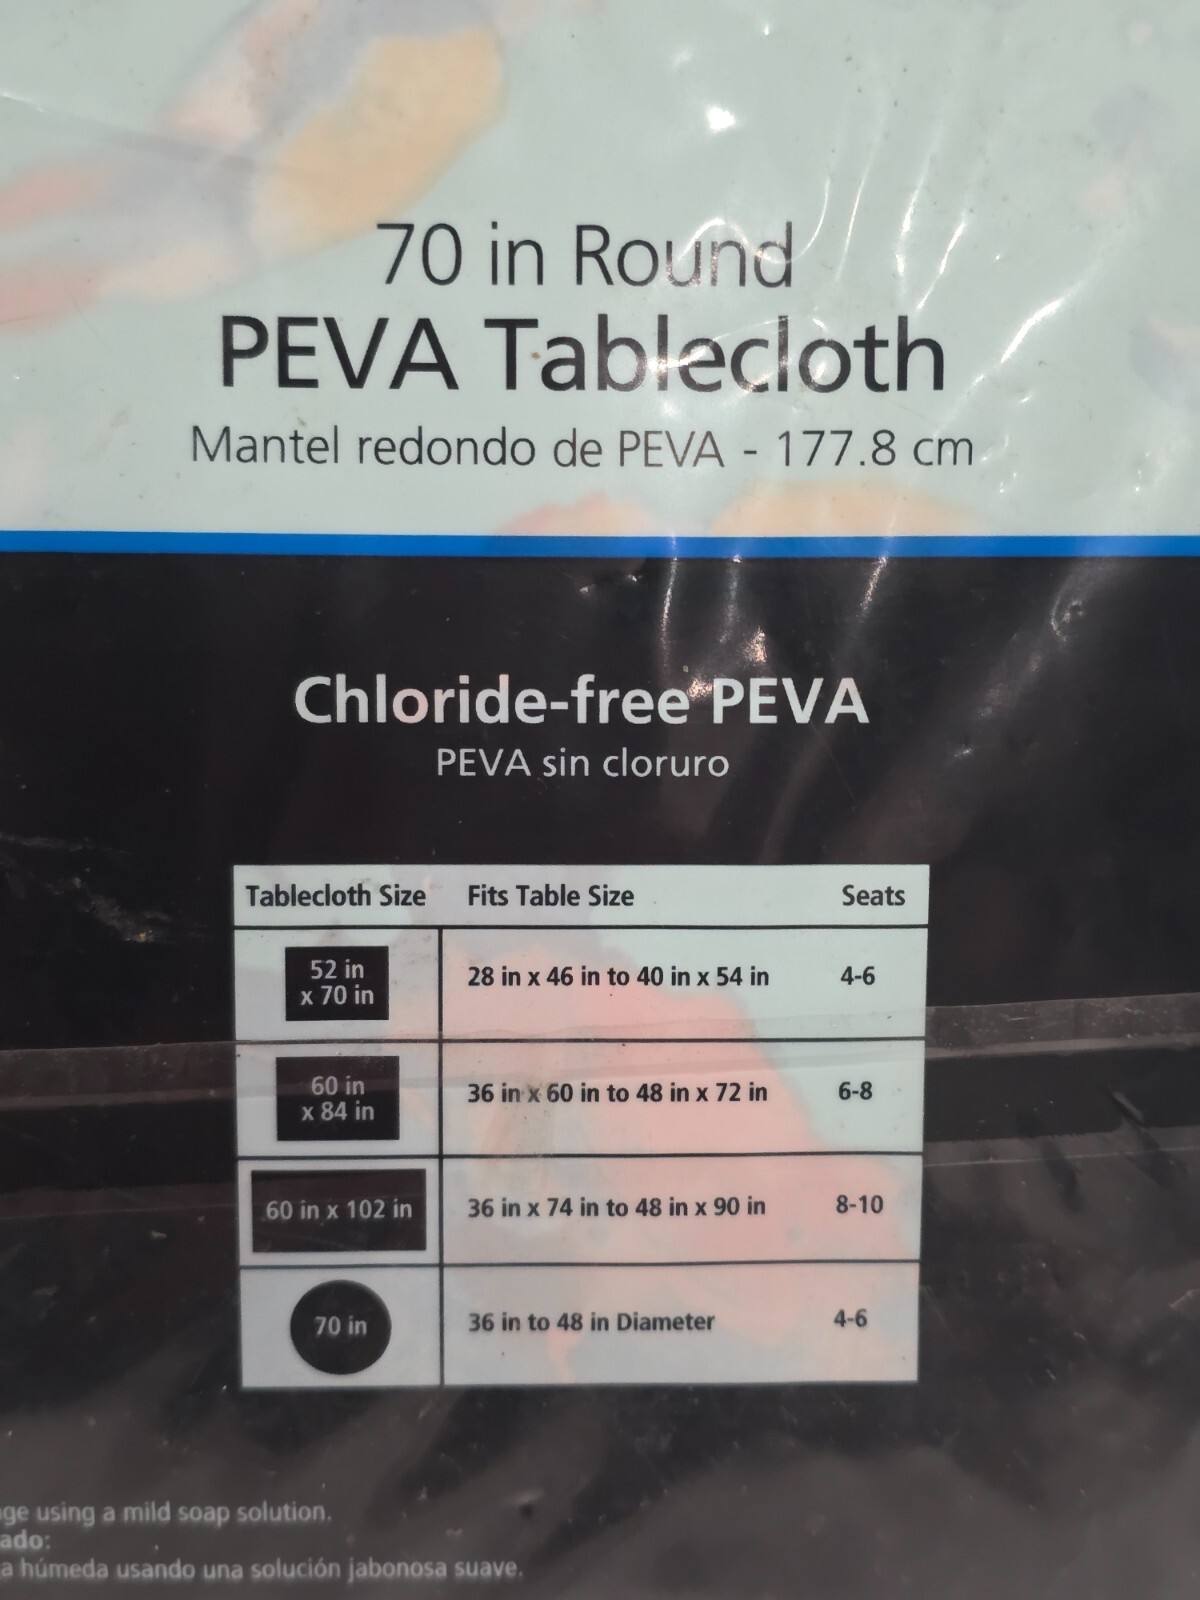 70 in Round
PEVA Tablecloth
Mantel redondo de PEVA - 177.8 cm
Chloride-free PEVA
PEVA sin cloruro
Tablecloth Size Fits Table Size Seats
52 in
x 70 in
28 in x 46 in to 40 in x 54 in 4-6
60 in
x 84 in
36 in x 60 in to 48 in x 72 in 6-8
60 in x 102 in 36 in x 74 in to 48 in x 90 in 8-10
70 in 36 in to 48 in Diameter 4-6
using a mild soap solution.
húmeda usando una solución jabonosa suave.